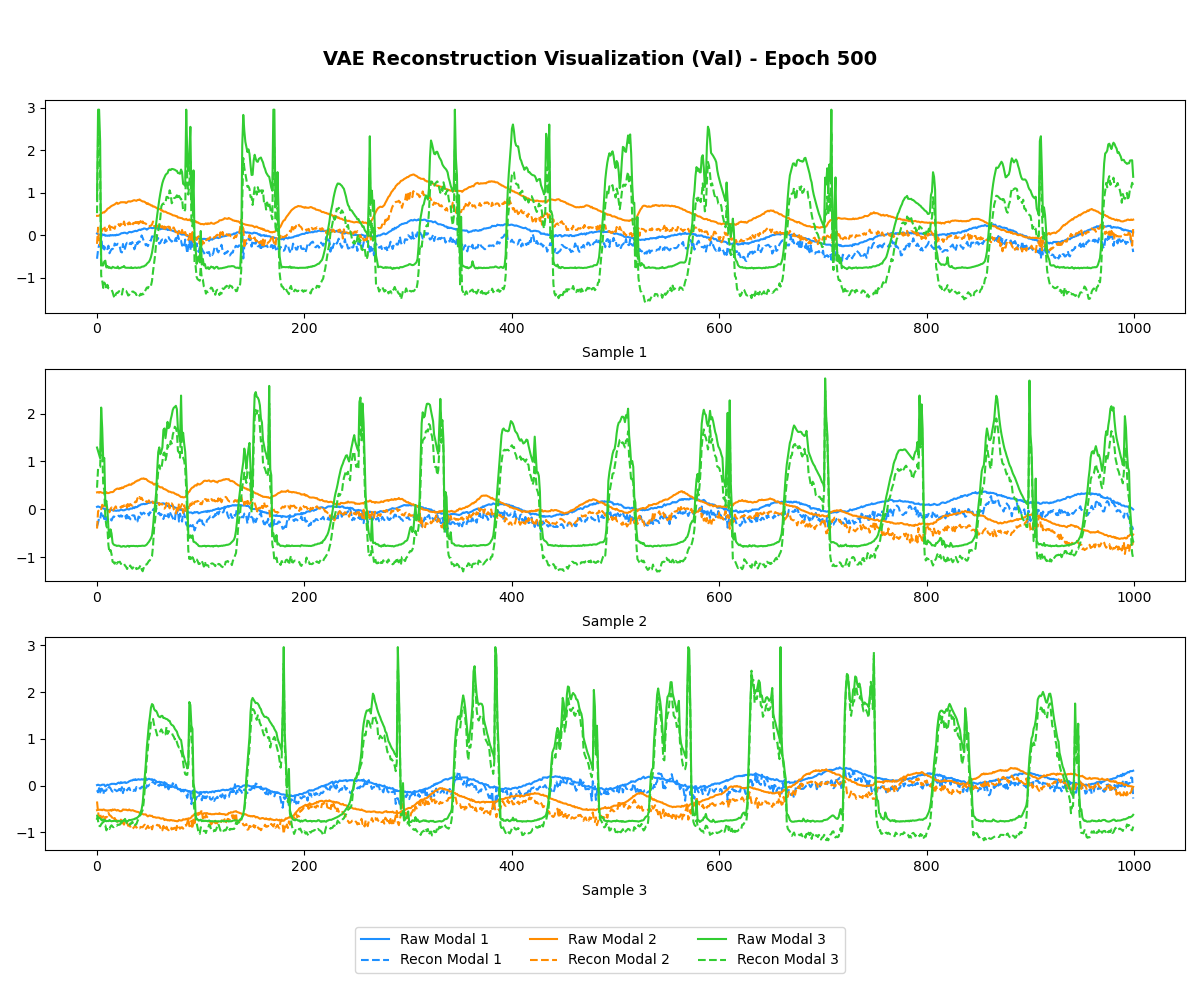 VAE Reconstruction Visualization (Val) - Epoch 500
3
2
1
0
−1
0 200 400 600 800 1000
Sample 1
2
1
0
−1
0 200 400 600 800 1000
Sample 2
3
2
1
0
−1
0 200 400 600 800 1000
Sample 3
Raw Modal 1 Raw Modal 2 Raw Modal 3
Recon Modal 1 Recon Modal 2 Recon Modal 3